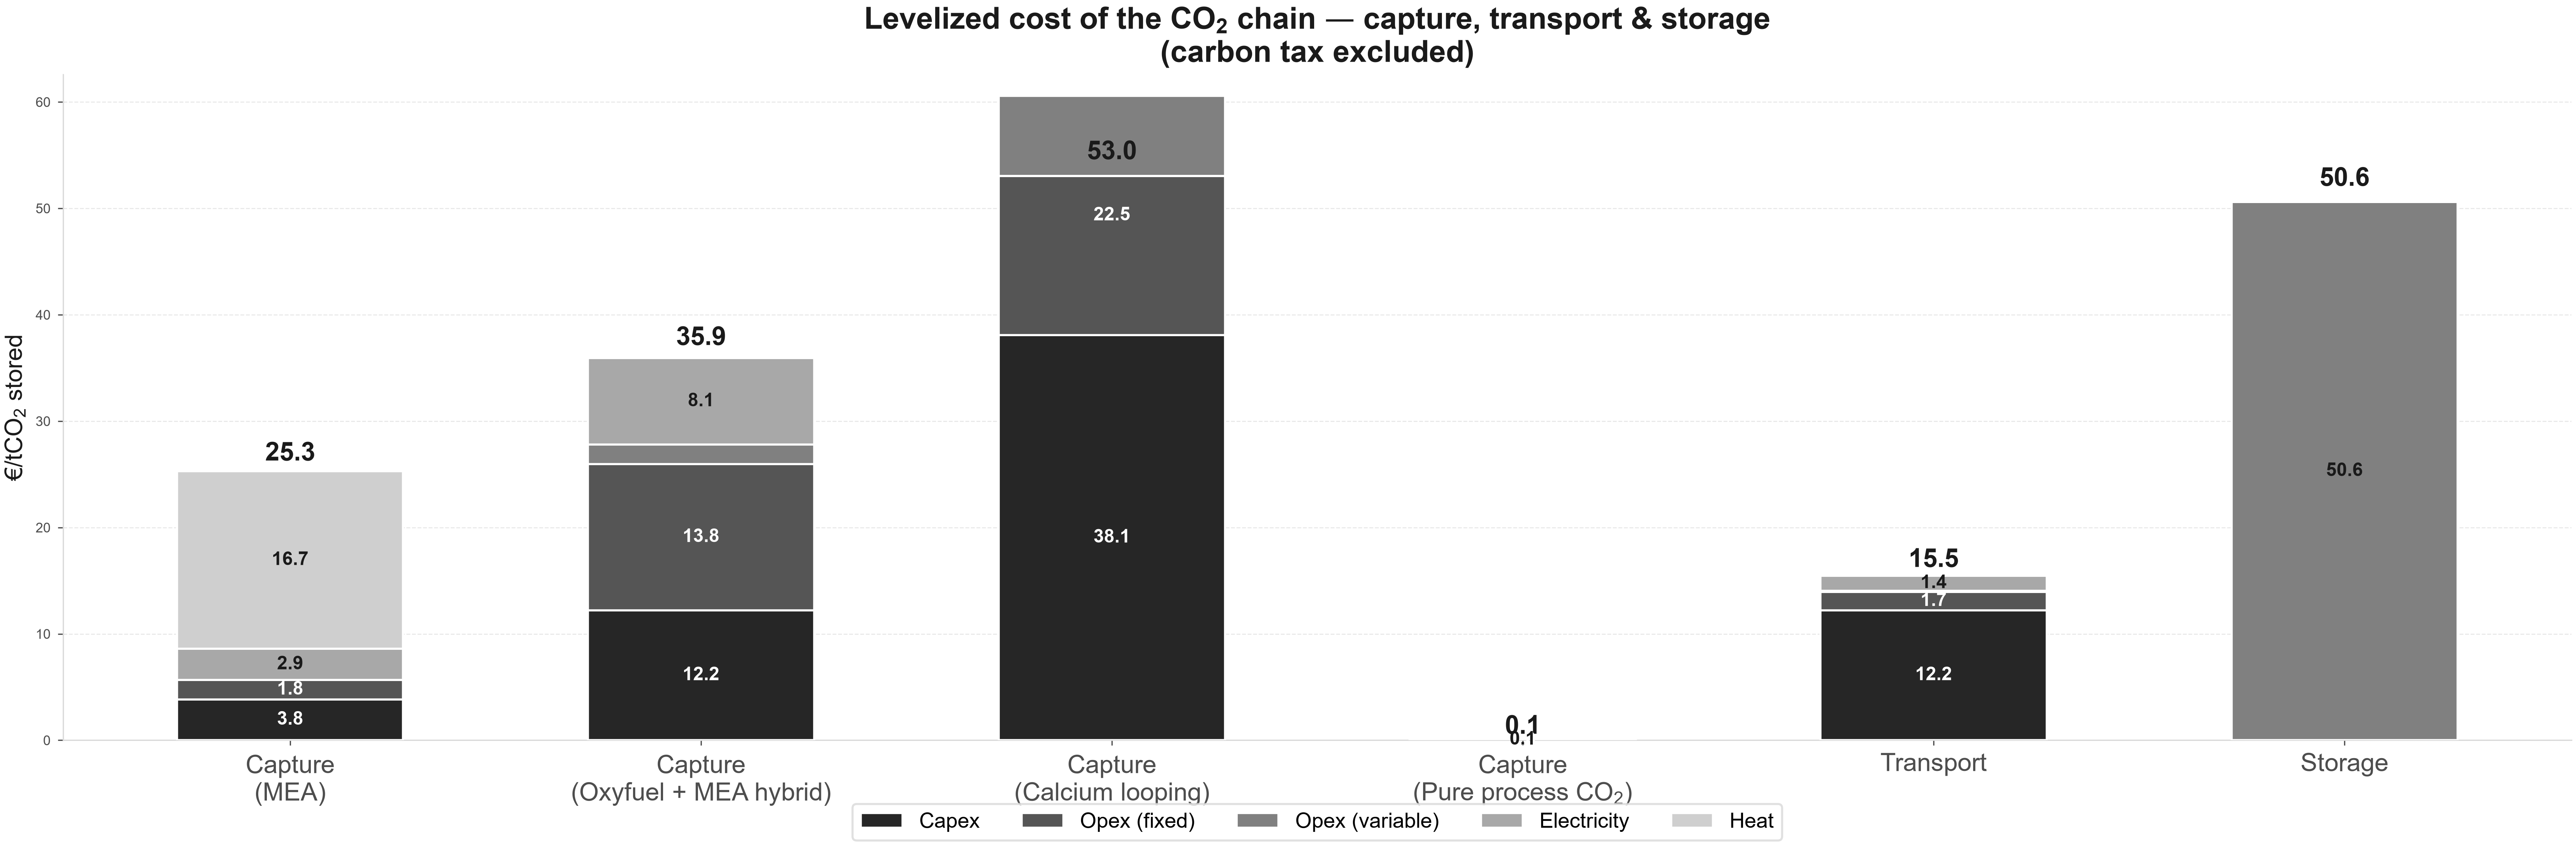 Levelized cost of the CO₂ chain — capture, transport & storage
(carbon tax excluded)
€/tCO₂ stored
60
50
40
30
20
10
0
25.3
16.7
2.9
1.8
3.8
35.9
8.1
13.8
12.2
53.0
22.5
38.1
0.1
0.1
15.5
1.4
1.7
12.2
50.6
50.6
Capture
(MEA)
Capture
(Oxyfuel + MEA hybrid)
Capture
(Calcium looping)
Capture
(Pure process CO₂)
Transport
Storage
Capex
Opex (fixed)
Opex (variable)
Electricity
Heat